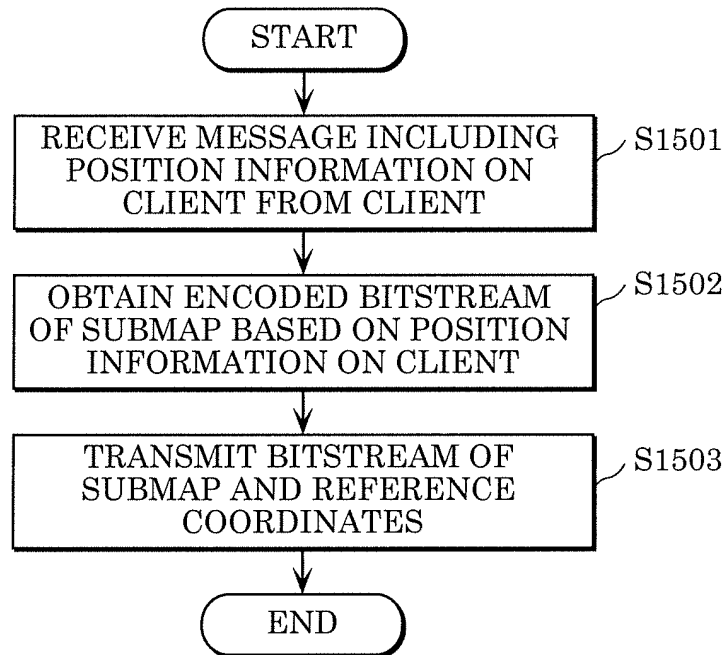 START
RECEIVE MESSAGE INCLUDING
POSITION INFORMATION ON
CLIENT FROM CLIENT
S1501
OBTAIN ENCODED BITSTREAM
OF SUBMAP BASED ON POSITION
INFORMATION ON CLIENT
S1502
TRANSMIT BITSTREAM OF
SUBMAP AND REFERENCE
COORDINATES
S1503
END